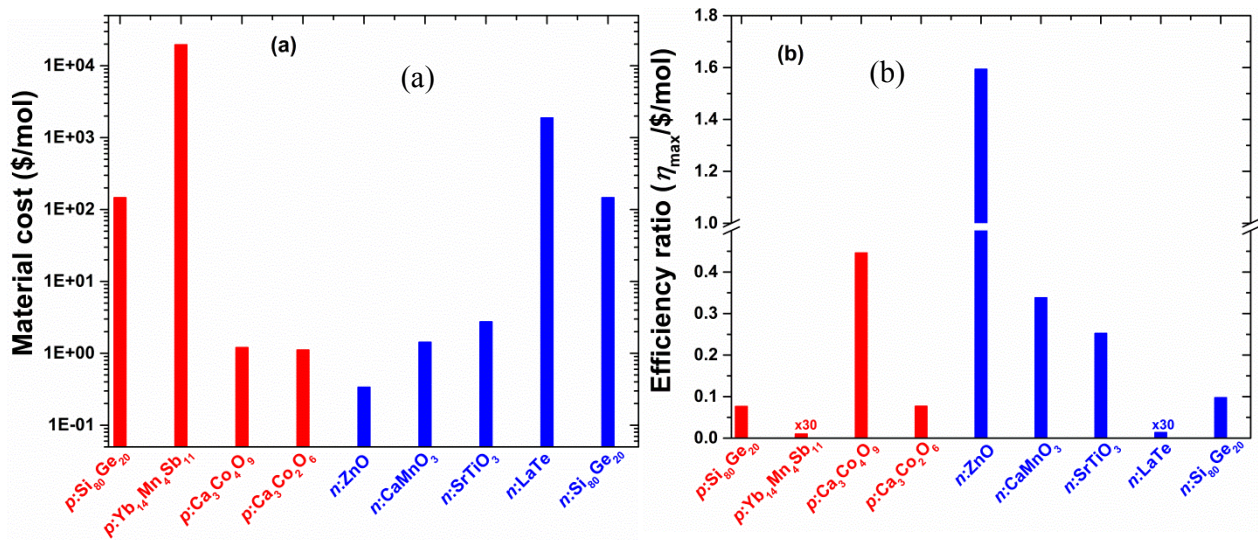 (a)
(a)
Material cost ($/mol)
1E+04
1E+03
1E+02
1E+01
1E+00
1E-01
p:Si₈₀Ge₂₀
p:Yb₁₄Mn₄Sb₁₁
p:Ca₃Co₄O₉
p:Ca₃Co₂O₆
n:ZnO
n:CaMnO₃
n:SrTiO₃
n:LaTe
n:Si₈₀Ge₂₀
(b)
(b)
Efficiency ratio (ηmax/$/mol)
1.8
1.6
1.4
1.2
1.0
0.4
0.3
0.2
0.1
0.0
x30
x30
p:Si₈₀Ge₂₀
p:Yb₁₄Mn₄Sb₁₁
p:Ca₃Co₄O₉
p:Ca₃Co₂O₆
n:ZnO
n:CaMnO₃
n:SrTiO₃
n:LaTe
n:Si₈₀Ge₂₀